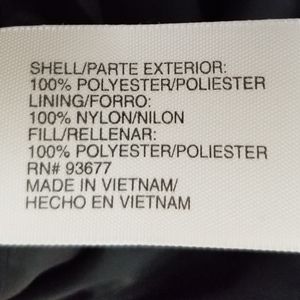 SHELL/PARTE EXTERIOR:
100% POLYESTER/POLIESTER
LINING/FORRO:
100% NYLON/NILON
FILL/RELLENAR:
100% POLYESTER/POLIESTER
RN# 93677
MADE IN VIETNAM/
HECHO EN VIETNAM